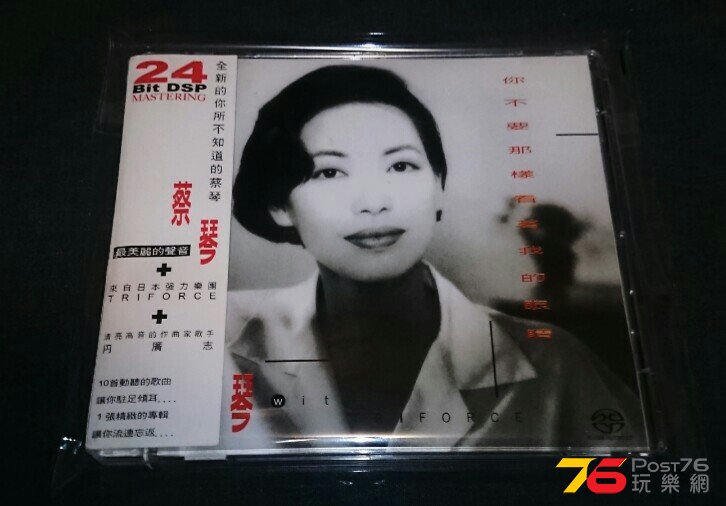 24
Bit DSP
MASTERING
全新的你所不知道的蔡琴
蔡琴
最美麗的聲音
+
來自日本強力樂團
TRIFORCE
+
清亮高音的作曲家歌手
冉廣志
10首動聽的歌曲
讓你駐足傾耳....
1張精緻的專輯
讓你流連忘返....
你不要那樣看著我的眼睛
琴
With TRIFORCE
76 Post76
玩樂網